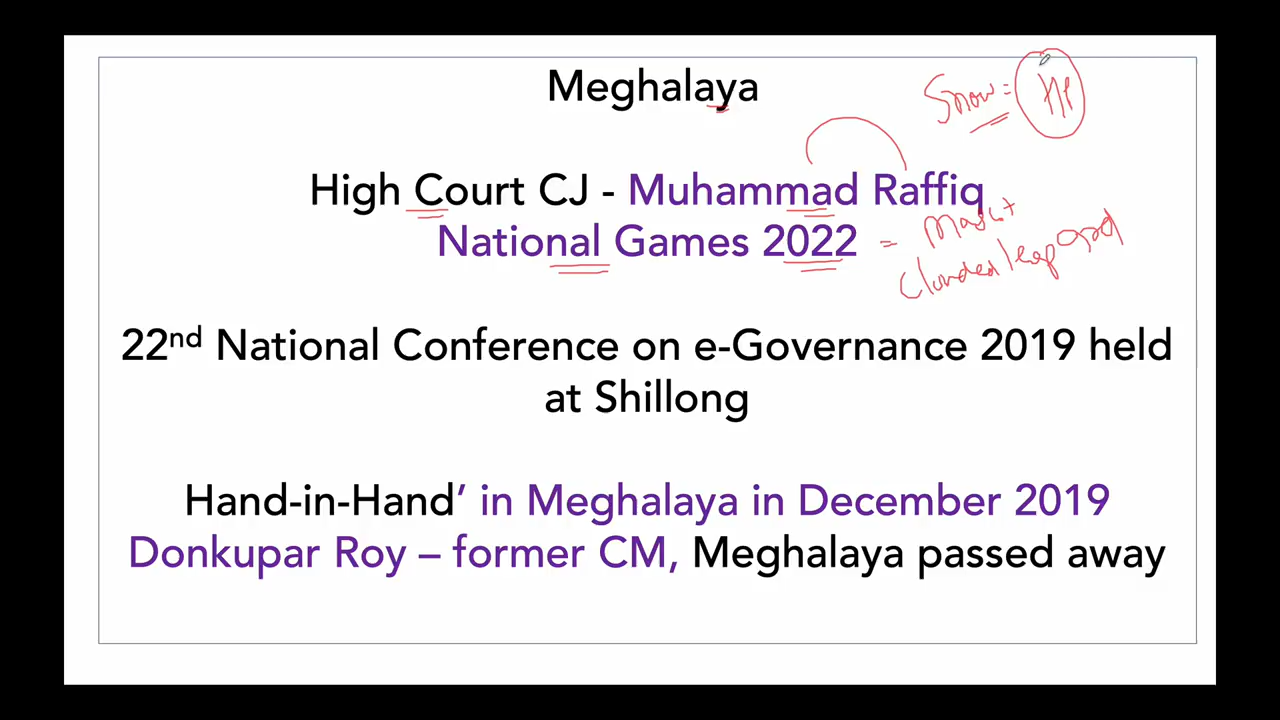 Meghalaya
Snow = HP
High Court CJ - Muhammad Raffiq
National Games 2022 = Mascot
Clouded leopard
22nd National Conference on e-Governance 2019 held
at Shillong
Hand-in-Hand’ in Meghalaya in December 2019
Donkupar Roy – former CM, Meghalaya passed away